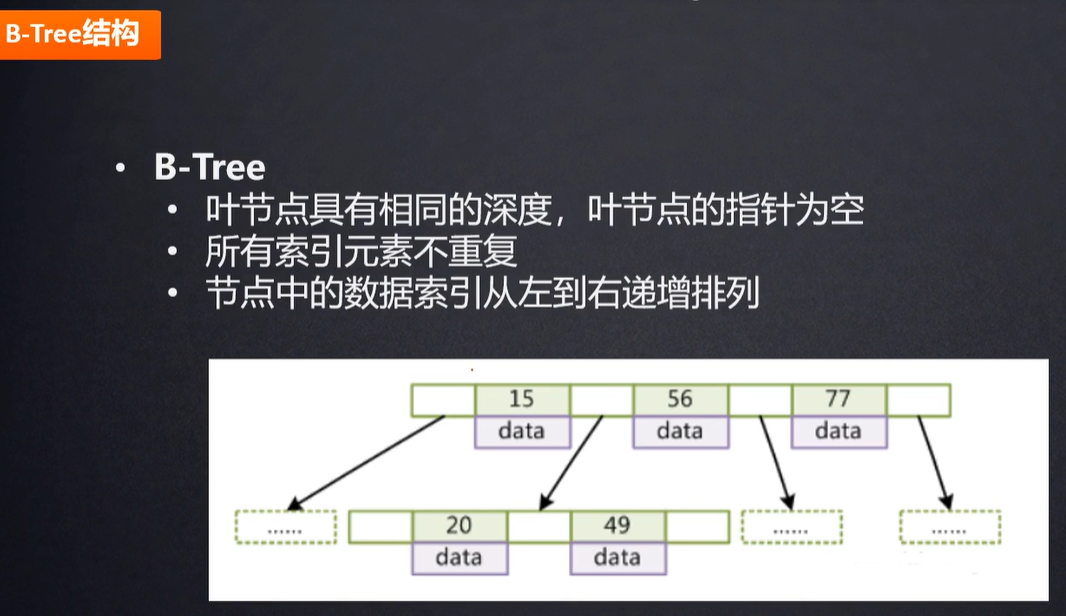 B-Tree结构
• B-Tree
• 叶节点具有相同的深度，叶节点的指针为空
• 所有索引元素不重复
• 节点中的数据索引从左到右递增排列
15 56 77
data data data
...... 20 49 ...... ......
data data